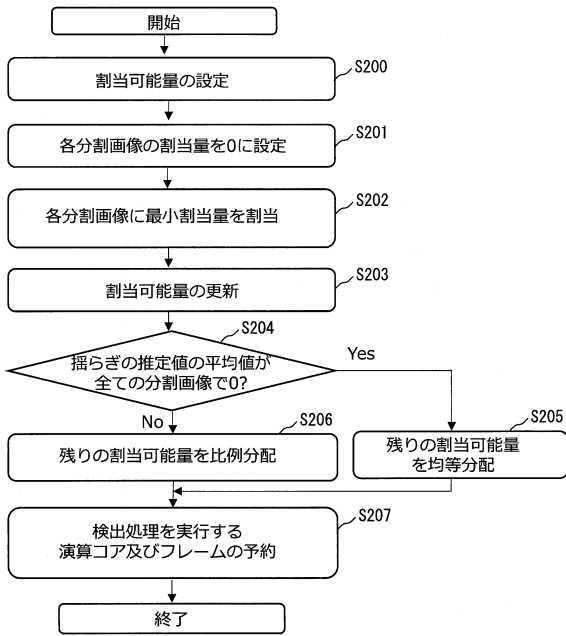 開始
割当可能量の設定
S200
各分割画像の割当量を0に設定
S201
各分割画像に最小割当量を割当
S202
割当可能量の更新
S203
S204
揺らぎの推定値の平均値が
全ての分割画像で0?
Yes
No
S206
残りの割当可能量を比例分配
S205
残りの割当可能量
を均等分配
S207
検出処理を実行する
演算コア及びフレームの予約
終了